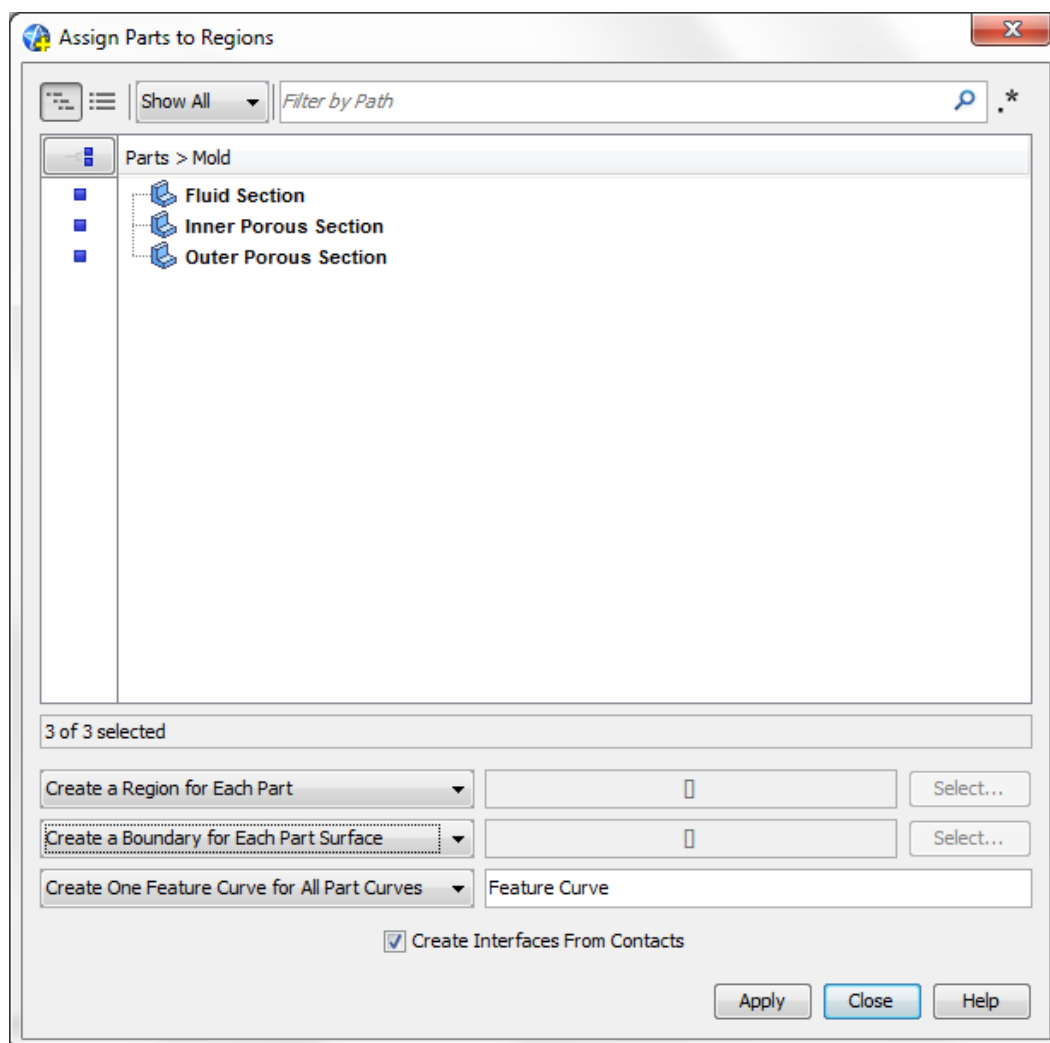 Assign Parts to Regions
Show All Filter by Path .*
Parts > Mold
Fluid Section
Inner Porous Section
Outer Porous Section
3 of 3 selected
Create a Region for Each Part [] Select...
Create a Boundary for Each Part Surface [] Select...
Create One Feature Curve for All Part Curves Feature Curve
Create Interfaces From Contacts
Apply Close Help